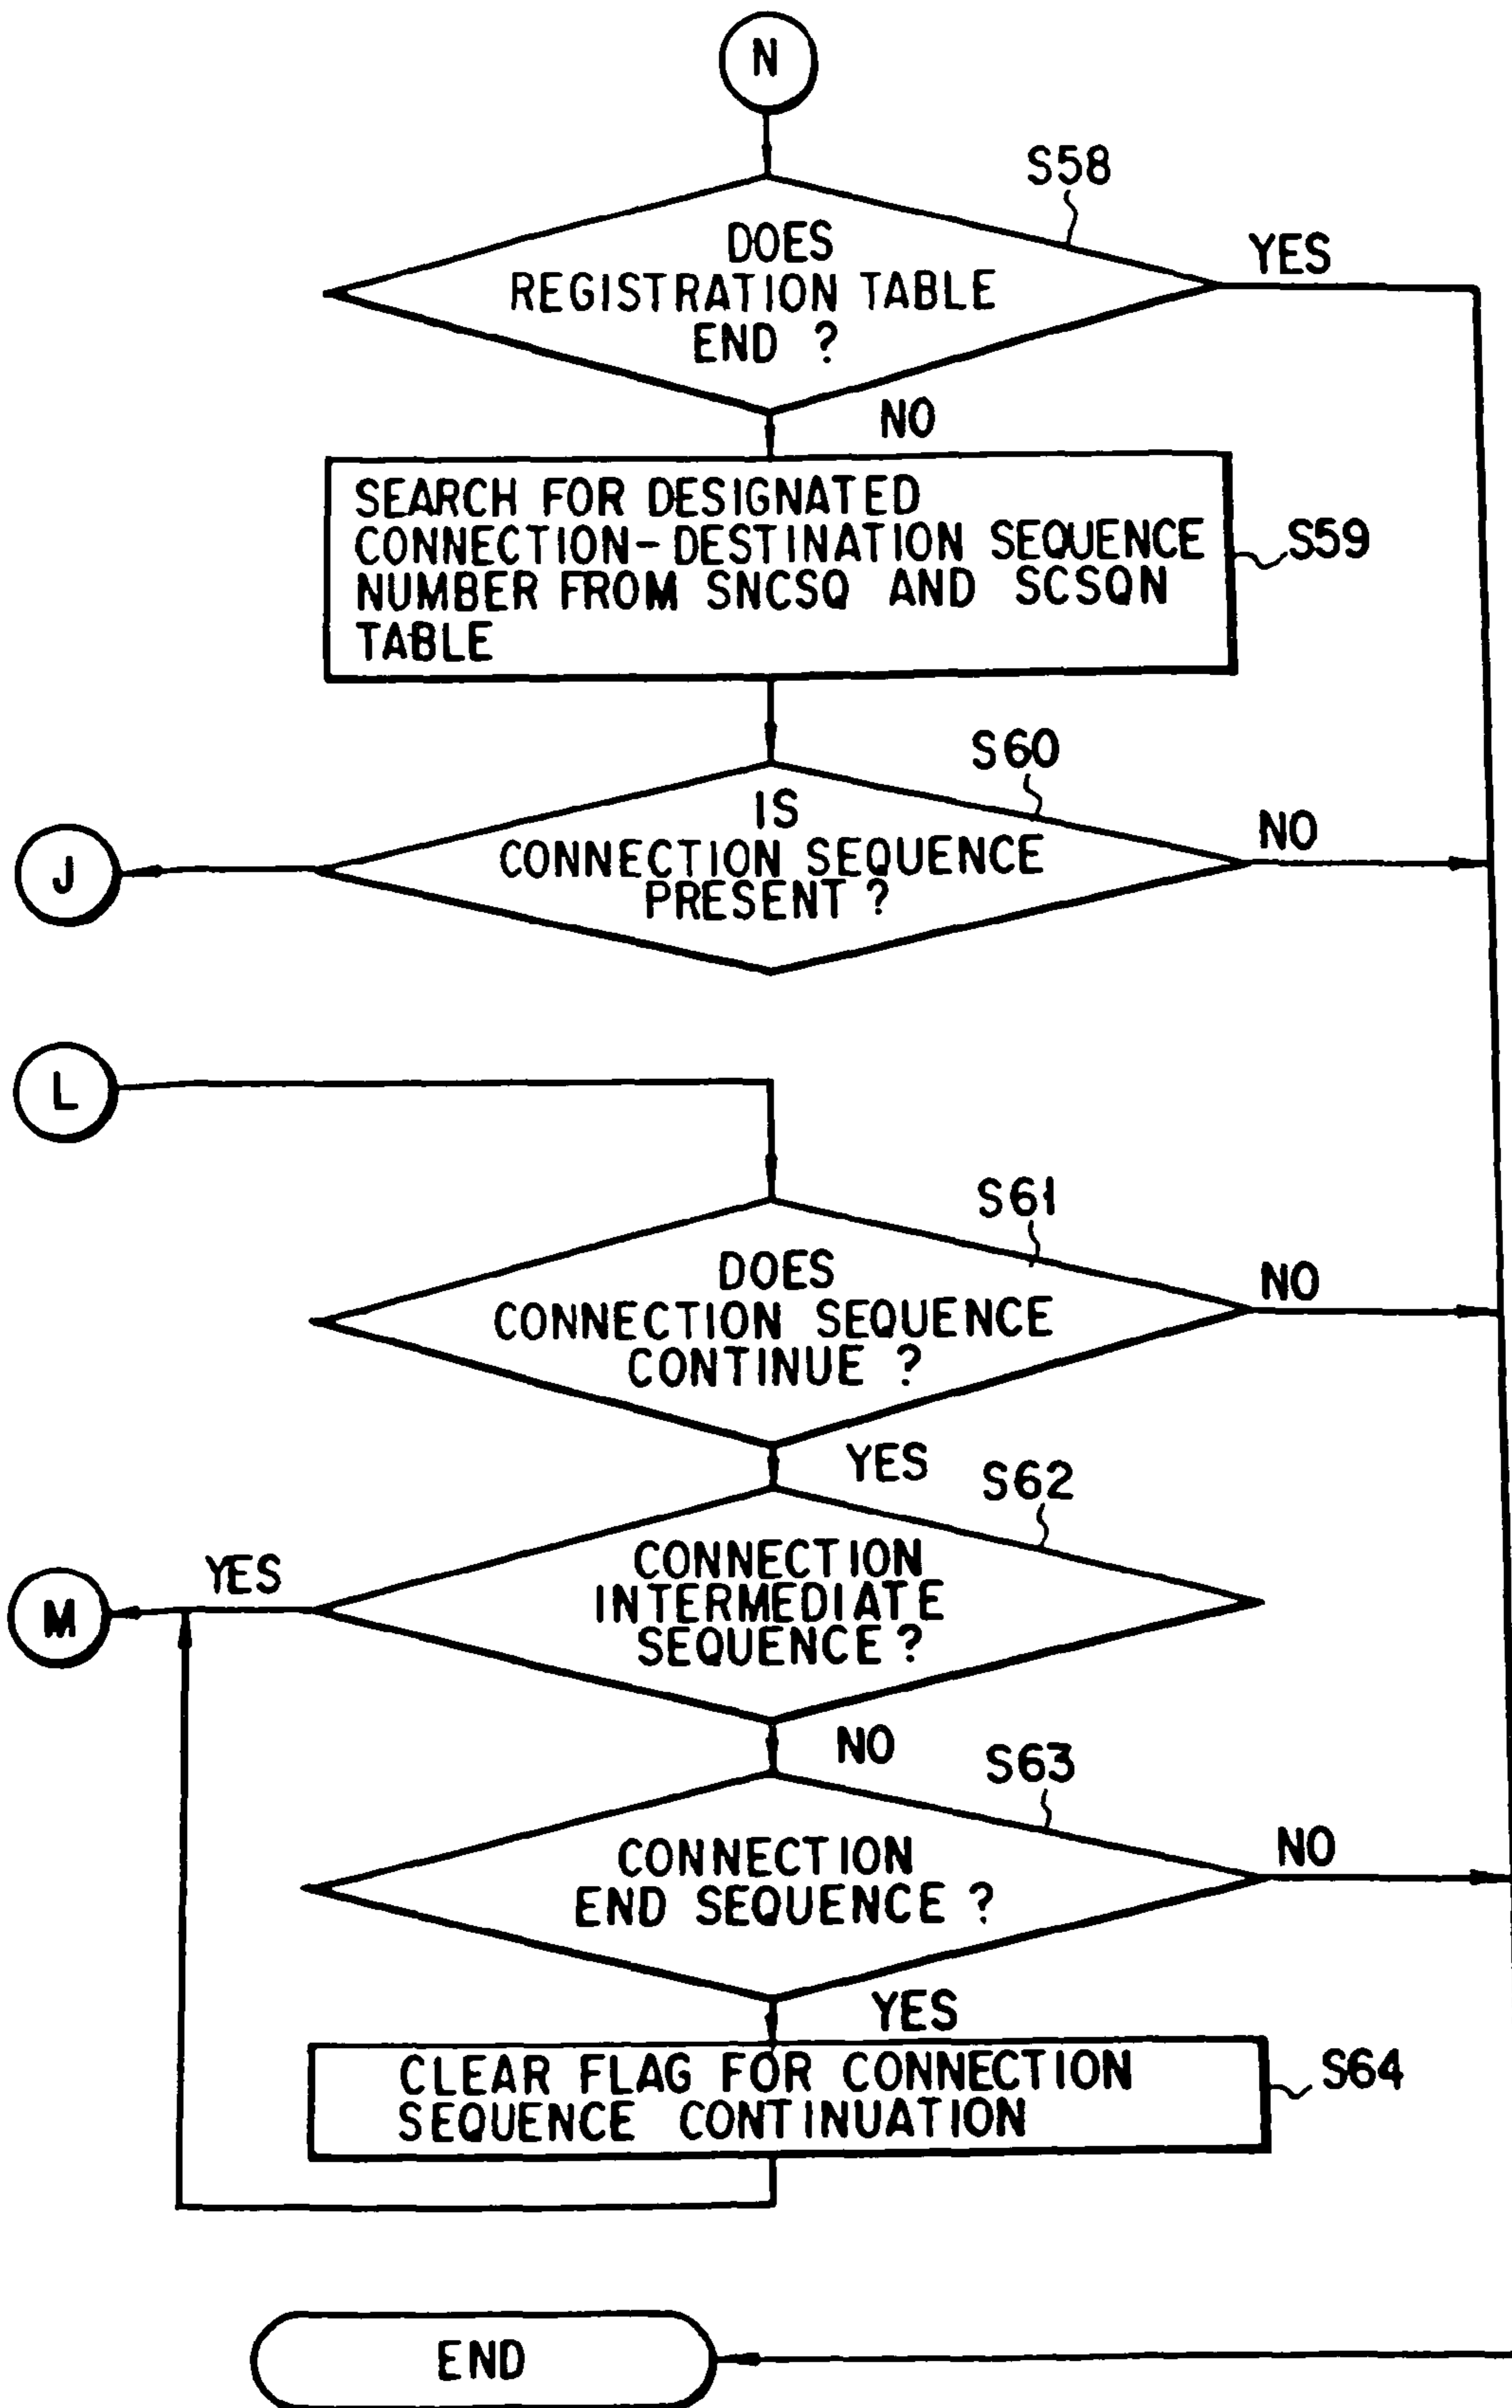 N
S58
DOES
REGISTRATION TABLE
END ?
YES
NO
SEARCH FOR DESIGNATED
CONNECTION-DESTINATION SEQUENCE
NUMBER FROM SNCSQ AND SCSQN
TABLE
S59
S60
IS
CONNECTION SEQUENCE
PRESENT ?
NO
J
L
S61
DOES
CONNECTION SEQUENCE
CONTINUE ?
NO
YES
S62
CONNECTION
INTERMEDIATE
SEQUENCE ?
YES
M
NO
S63
CONNECTION
END SEQUENCE ?
NO
YES
CLEAR FLAG FOR CONNECTION
SEQUENCE CONTINUATION
S64
END